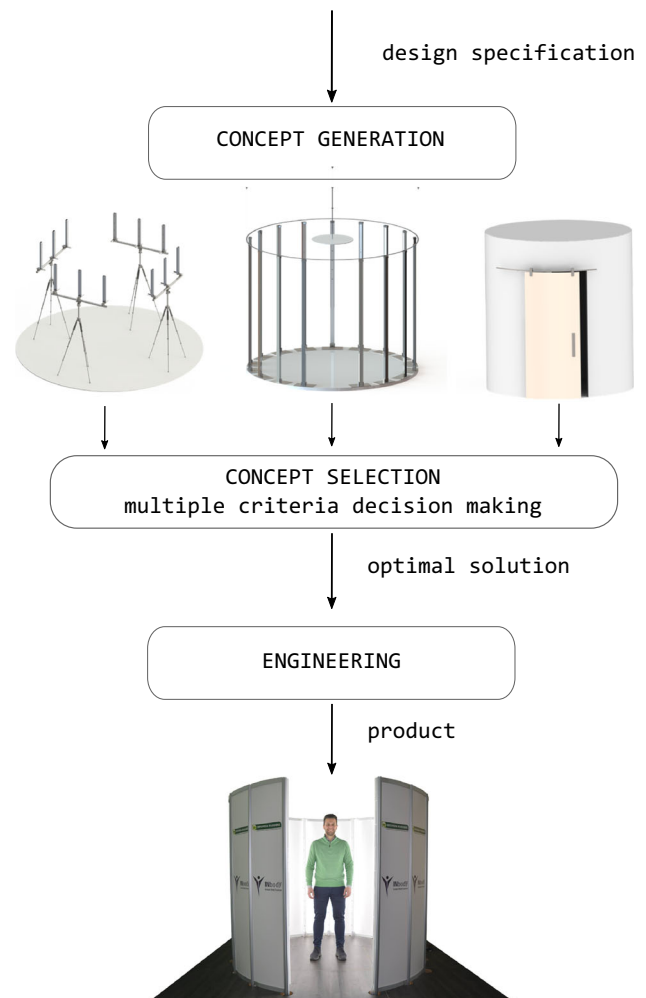 design specification
CONCEPT GENERATION
CONCEPT SELECTION
multiple criteria decision making
optimal solution
ENGINEERING
product